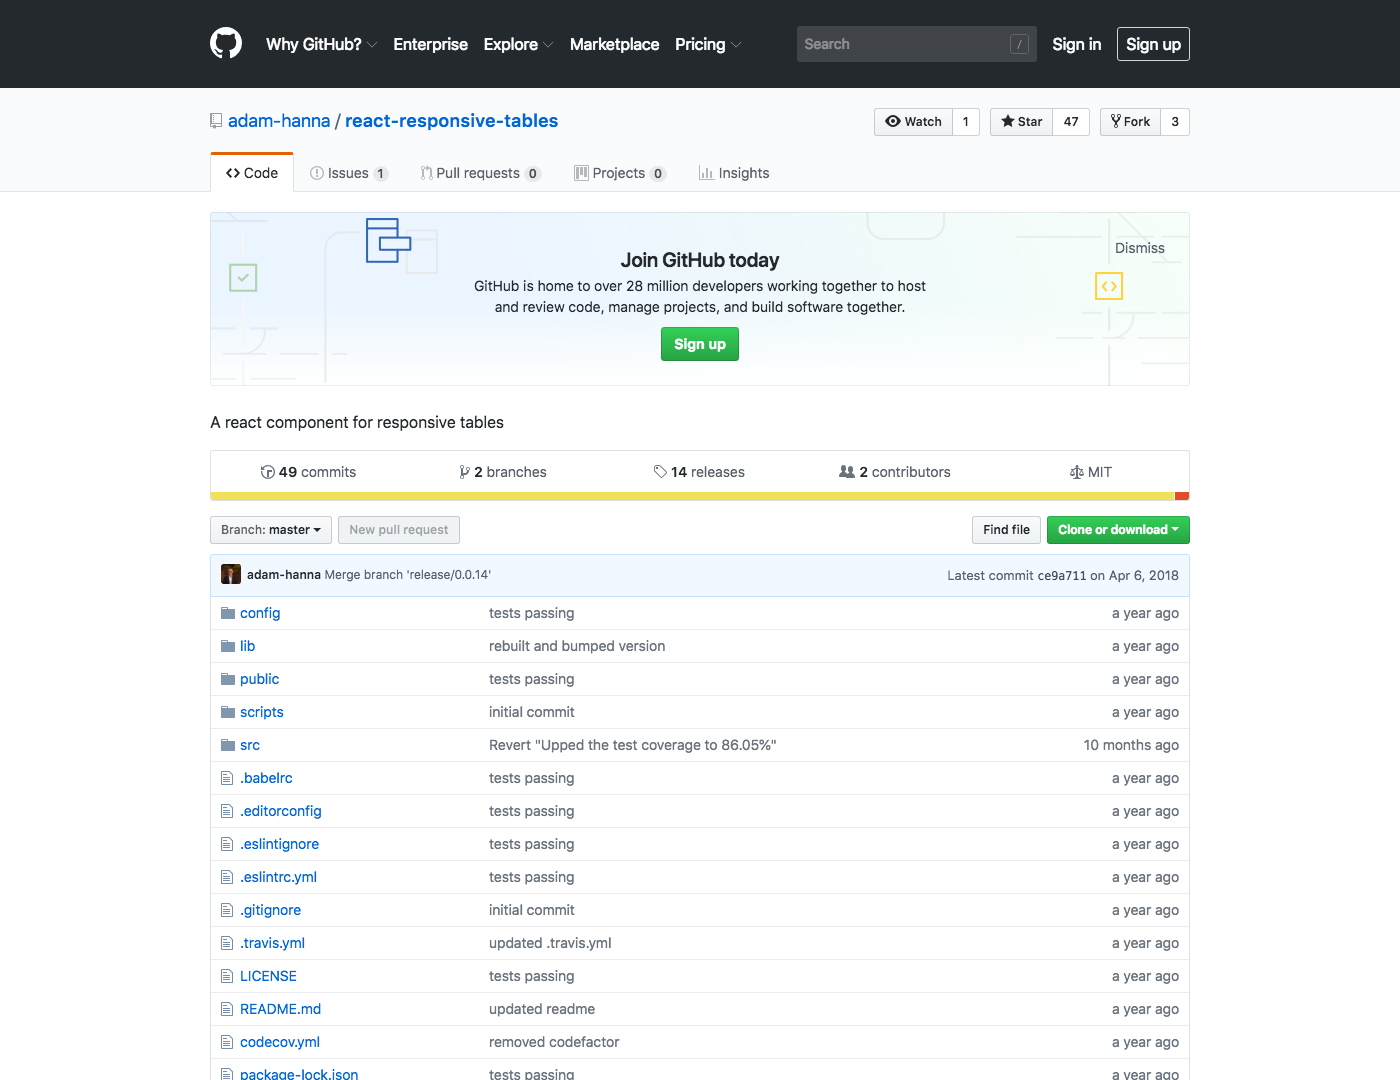 Why GitHub? Enterprise Explore Marketplace Pricing Search / Sign in Sign up
adam-hanna / react-responsive-tables Watch 1 Star 47 Fork 3
Code Issues 1 Pull requests 0 Projects 0 Insights
Dismiss
Join GitHub today
GitHub is home to over 28 million developers working together to host
and review code, manage projects, and build software together.
Sign up
A react component for responsive tables
49 commits 2 branches 14 releases 2 contributors MIT
Branch: master New pull request Find file Clone or download
adam-hanna Merge branch 'release/0.0.14' Latest commit ce9a711 on Apr 6, 2018
config tests passing a year ago
lib rebuilt and bumped version a year ago
public tests passing a year ago
scripts initial commit a year ago
src Revert "Upped the test coverage to 86.05%" 10 months ago
.babelrc tests passing a year ago
.editorconfig tests passing a year ago
.eslintignore tests passing a year ago
.eslintrc.yml tests passing a year ago
.gitignore initial commit a year ago
.travis.yml updated .travis.yml a year ago
LICENSE tests passing a year ago
README.md updated readme a year ago
codecov.yml removed codefactor a year ago
package-lock.json tests passing a year ago